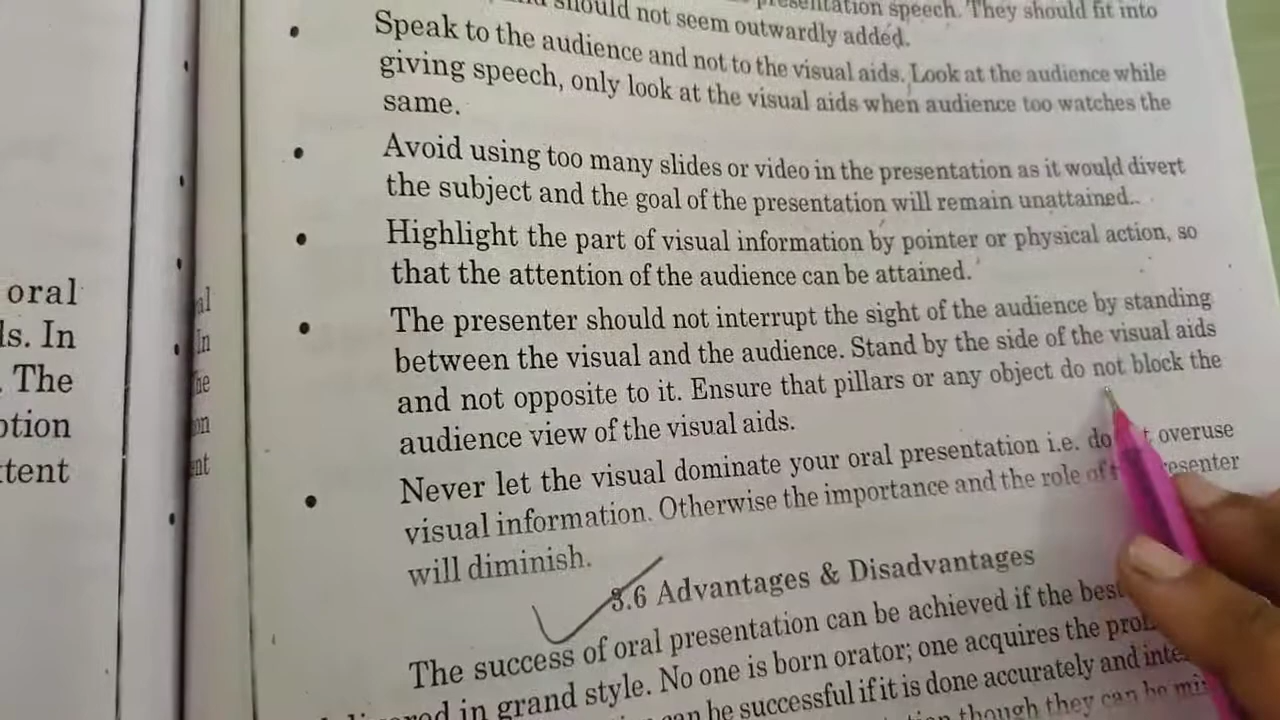 should not seem outwardly added.
presentation speech. They should fit into
• Speak to the audience and not to the visual aids. Look at the audience while
giving speech, only look at the visual aids when audience too watches the
same.
• Avoid using too many slides or video in the presentation as it would divert
the subject and the goal of the presentation will remain unattained..
• Highlight the part of visual information by pointer or physical action, so
that the attention of the audience can be attained.
• The presenter should not interrupt the sight of the audience by standing
between the visual and the audience. Stand by the side of the visual aids
and not opposite to it. Ensure that pillars or any object do not block the
audience view of the visual aids.
• Never let the visual dominate your oral presentation i.e. do overuse
visual information. Otherwise the importance and the role of
will diminish.
3.6 Advantages & Disadvantages
The success of oral presentation can be achieved if the best
in grand style. No one is born orator; one acquires the
can be successful if it is done accurately and
though they can be
oral
In
The